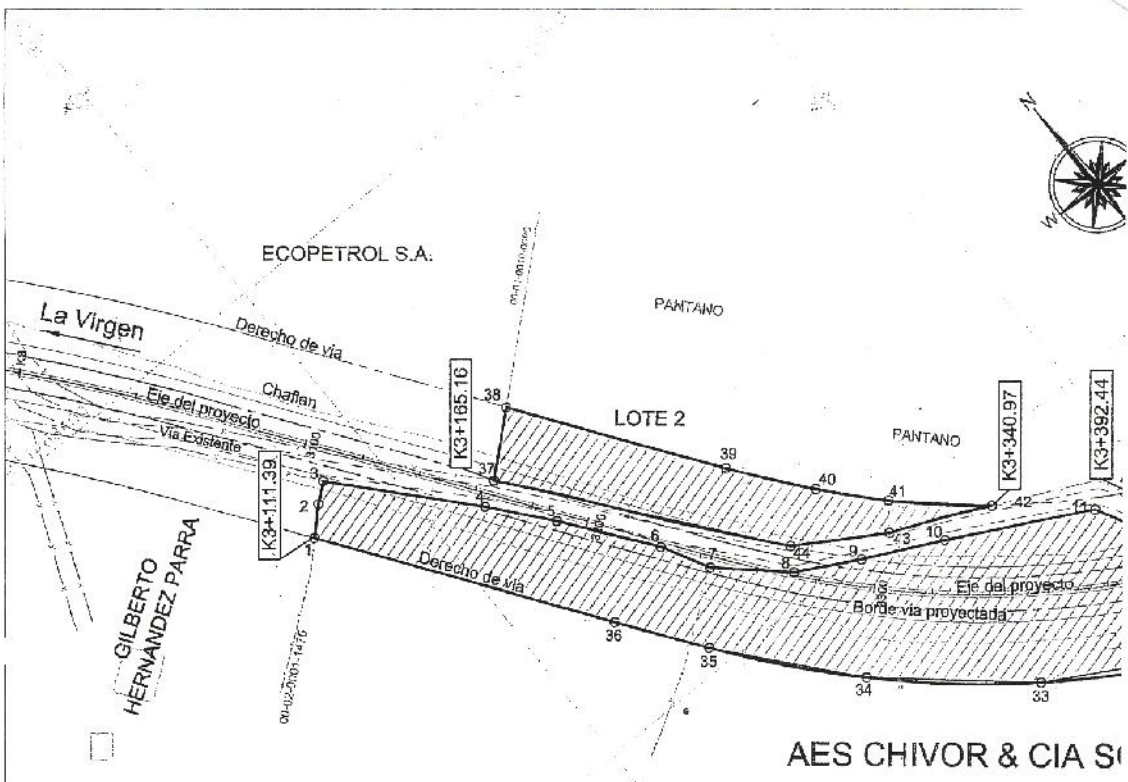 N
W
ECOPETROL S.A.
PANTANO
La Virgen
Derecho de via
Chaflan
Eje del proyecto
Via Existente
K3+111.39
K3+165.16
38
LOTE 2
PANTANO
K3+340.97
K3+392.44
39
40
41
42
37
3
2
1
4
5
6
7
44
43
8
9
10
11
Derecho de via
Eje del proyecto
Borde via proyectada
36
35
34
33
GILBERTO
HERNANDEZ PARRA
AES CHIVOR & CIA